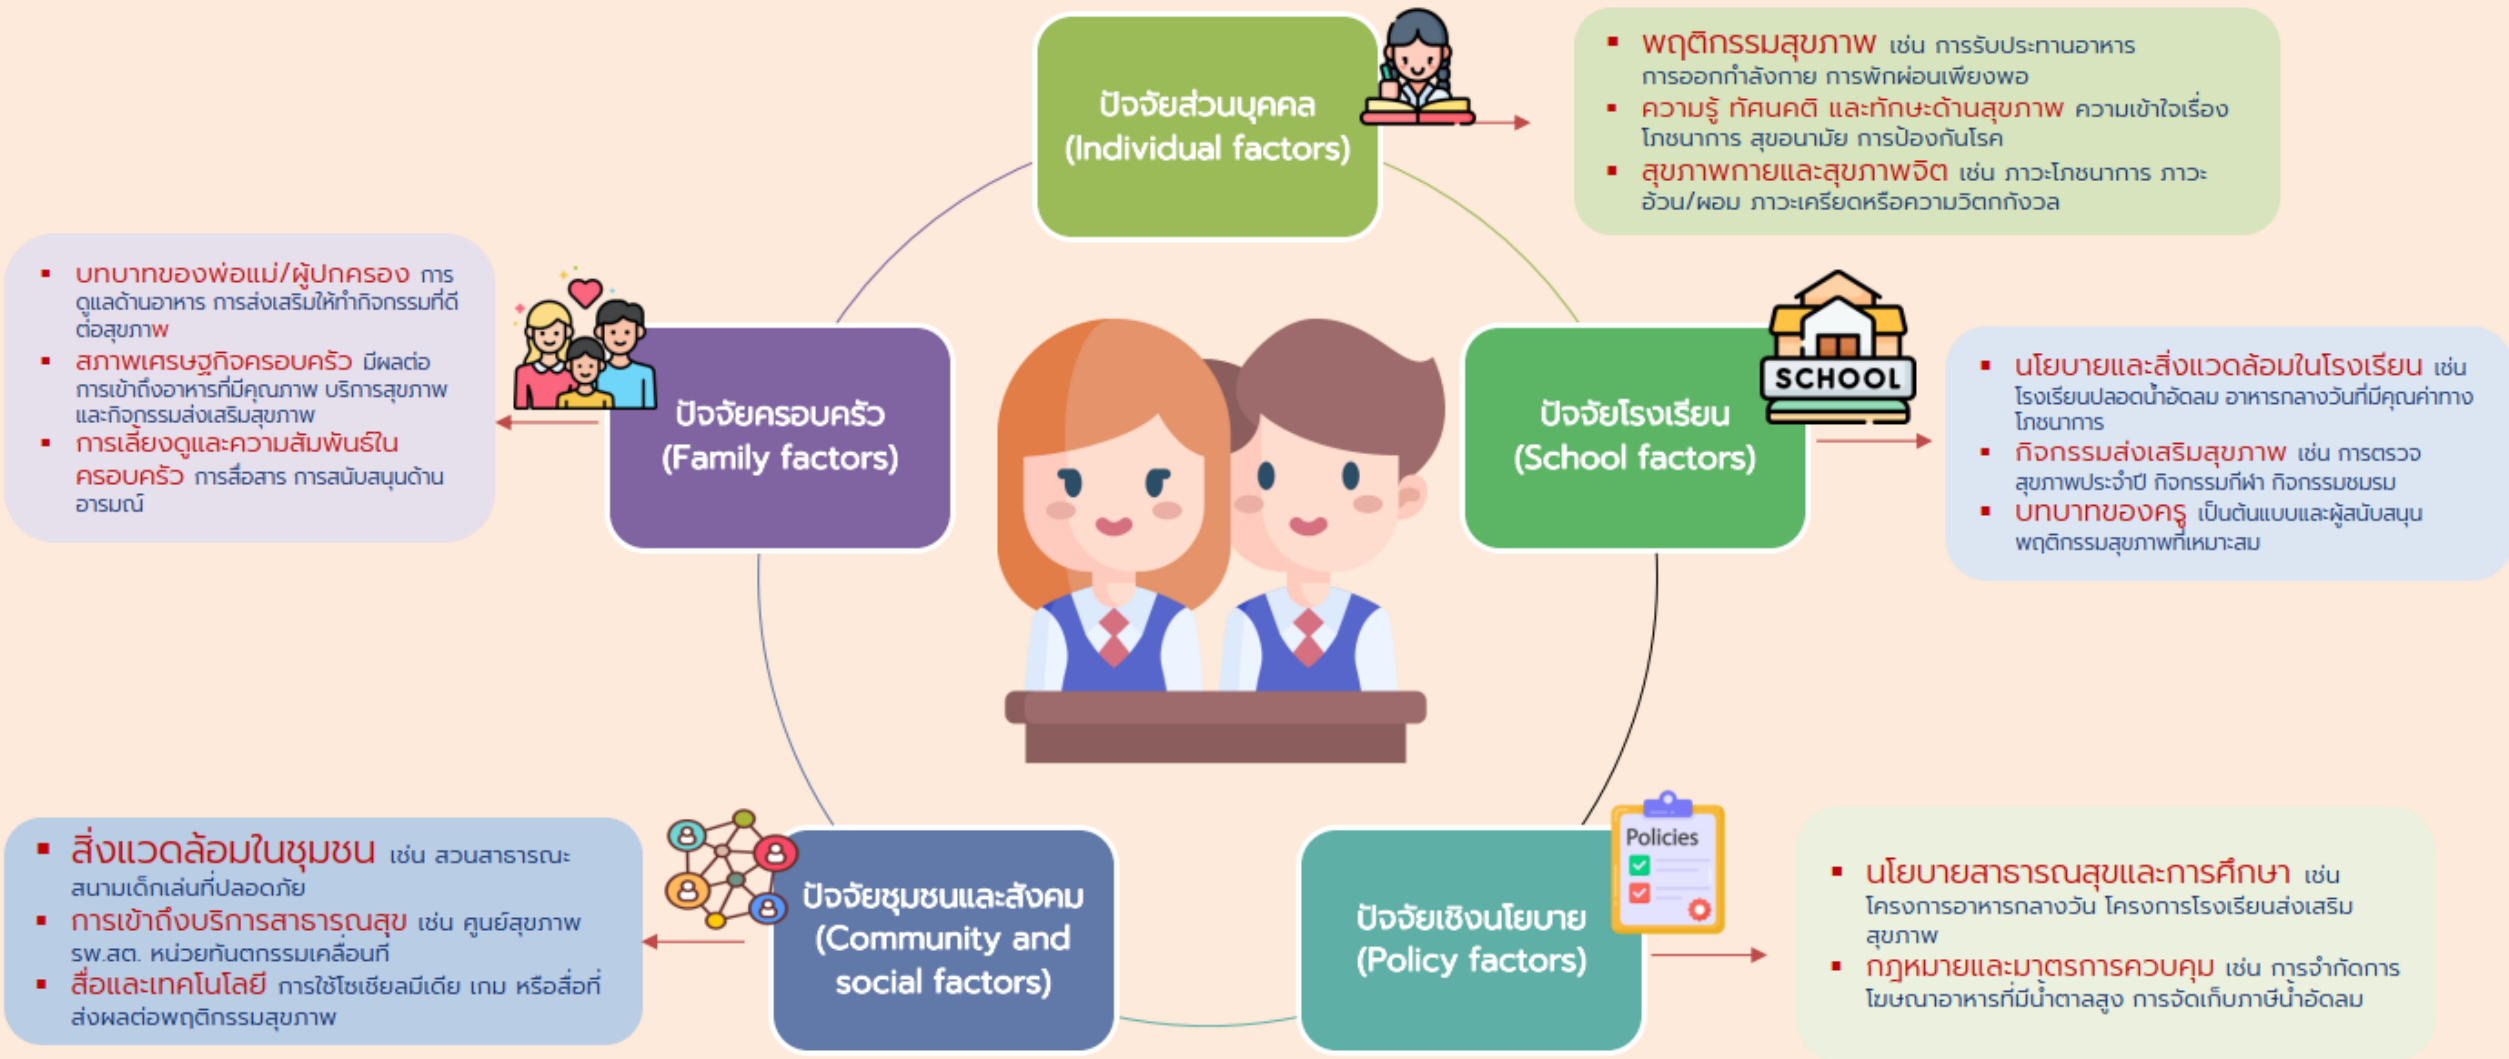 ปัจจัยส่วนบุคคล
(Individual factors)
▪ พฤติกรรมสุขภาพ เช่น การรับประทานอาหาร
การออกกำลังกาย การพักผ่อนเพียงพอ
▪ ความรู้ ทัศนคติ และทักษะด้านสุขภาพ ความเข้าใจเรื่อง
โภชนาการ สุขอนามัย การป้องกันโรค
▪ สุขภาพกายและสุขภาพจิต เช่น ภาวะโภชนาการ ภาวะ
อ้วน/ผอม ภาวะเครียดหรือความวิตกกังวล
SCHOOL
ปัจจัยโรงเรียน
(School factors)
▪ นโยบายและสิ่งแวดล้อมในโรงเรียน เช่น
โรงเรียนปลอดน้ำอัดลม อาหารกลางวันที่มีคุณค่าทาง
โภชนาการ
▪ กิจกรรมส่งเสริมสุขภาพ เช่น การตรวจ
สุขภาพประจำปี กิจกรรมกีฬา กิจกรรมชมรม
▪ บทบาทของครู เป็นต้นแบบและผู้สนับสนุน
พฤติกรรมสุขภาพที่เหมาะสม
Policies
ปัจจัยเชิงนโยบาย
(Policy factors)
▪ นโยบายสาธารณสุขและการศึกษา เช่น
โครงการอาหารกลางวัน โครงการโรงเรียนส่งเสริม
สุขภาพ
▪ กฎหมายและมาตรการควบคุม เช่น การจำกัดการ
โฆษณาอาหารที่มีน้ำตาลสูง การจัดเก็บภาษีน้ำอัดลม
ปัจจัยชุมชนและสังคม
(Community and
social factors)
▪ สิ่งแวดล้อมในชุมชน เช่น สวนสาธารณะ
สนามเด็กเล่นที่ปลอดภัย
▪ การเข้าถึงบริการสาธารณสุข เช่น ศูนย์สุขภาพ
รพ.สต. หน่วยทันตกรรมเคลื่อนที่
▪ สื่อและเทคโนโลยี การใช้โซเชียลมีเดีย เกม หรือสื่อที่
ส่งผลต่อพฤติกรรมสุขภาพ
ปัจจัยครอบครัว
(Family factors)
▪ บทบาทของพ่อแม่/ผู้ปกครอง การ
ดูแลด้านอาหาร การส่งเสริมให้ทำกิจกรรมที่ดี
ต่อสุขภาพ
▪ สภาพเศรษฐกิจครอบครัว มีผลต่อ
การเข้าถึงอาหารที่มีคุณภาพ บริการสุขภาพ
และกิจกรรมส่งเสริมสุขภาพ
▪ การเลี้ยงดูและความสัมพันธ์ใน
ครอบครัว การสื่อสาร การสนับสนุนด้าน
อารมณ์